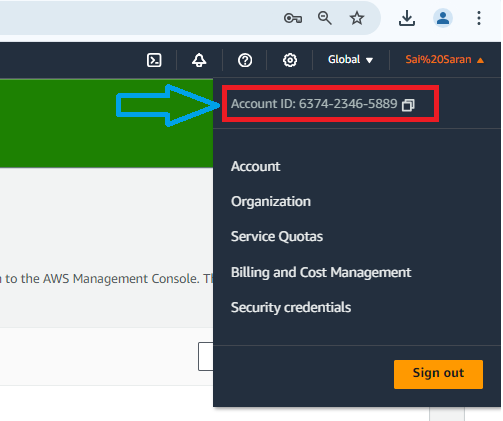 Global ▼ Sai%20Saran ▲
Account ID: 6374-2346-5889
Account
Organization
n to the AWS Management Console. Th
Service Quotas
Billing and Cost Management
Security credentials
Sign out